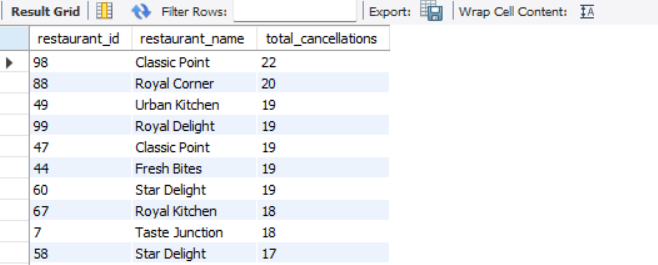 Result Grid Filter Rows: Export: Wrap Cell Content: IA
restaurant_id restaurant_name total_cancellations
98 Classic Point 22
88 Royal Corner 20
49 Urban Kitchen 19
99 Royal Delight 19
47 Classic Point 19
44 Fresh Bites 19
60 Star Delight 19
67 Royal Kitchen 18
7 Taste Junction 18
58 Star Delight 17